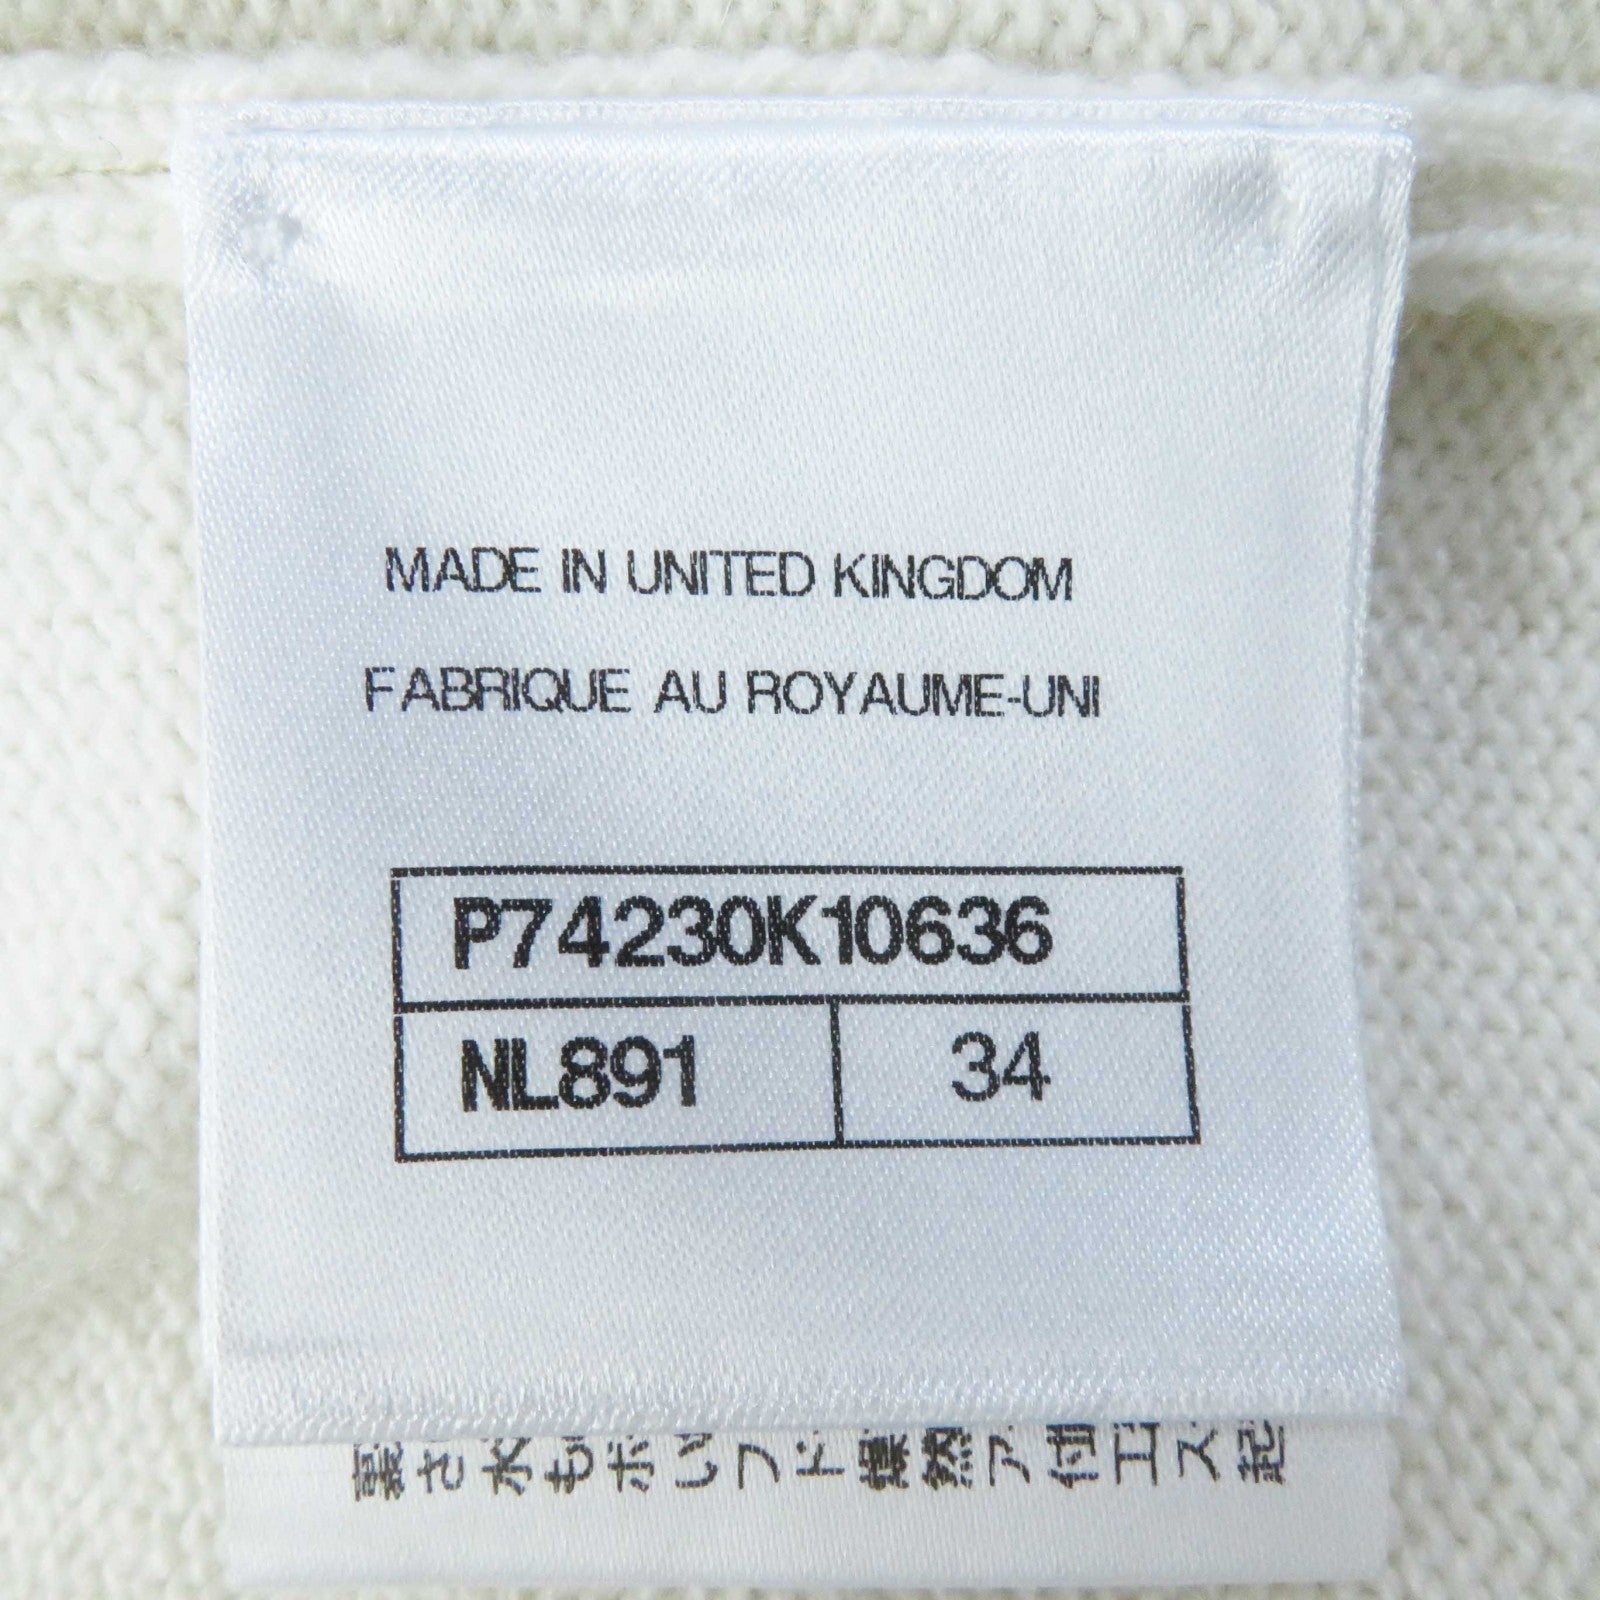 MADE IN UNITED KINGDOM
FABRIQUE AU ROYAUME-UNI
P74230K10636
NL891 34